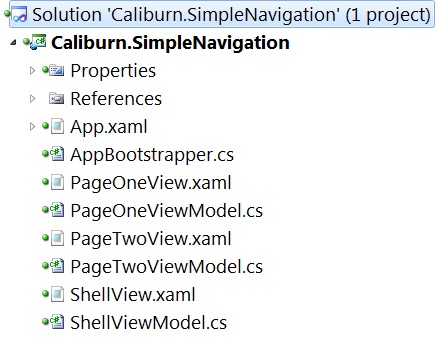 Solution 'Caliburn.SimpleNavigation' (1 project)
Caliburn.SimpleNavigation
Properties
References
App.xaml
AppBootstrapper.cs
PageOneView.xaml
PageOneViewModel.cs
PageTwoView.xaml
PageTwoViewModel.cs
ShellView.xaml
ShellViewModel.cs